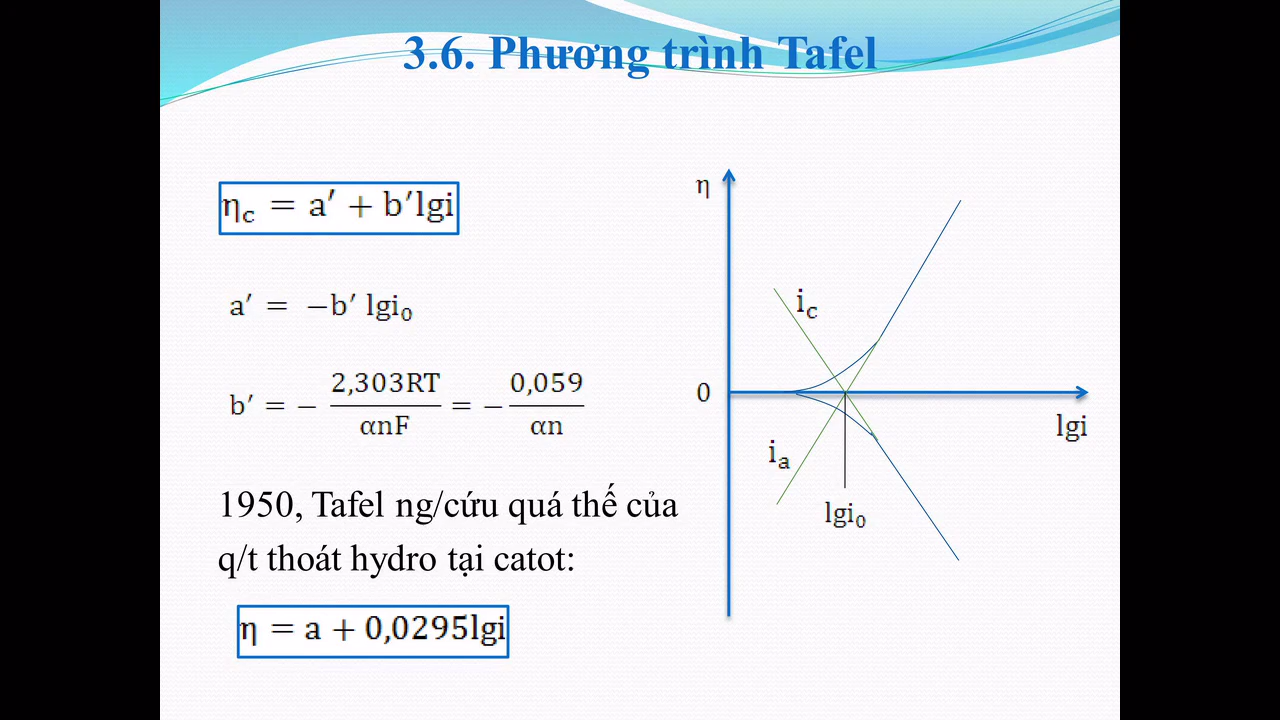 3.6. Phương trình Tafel
η_c = a′ + b′lgi
a′ = −b′ lgi₀
b′ = − 2,303RT/αnF = − 0,059/αn
1950, Tafel ng/cứu quá thế của
q/t thoát hydro tại catot:
η = a + 0,0295lgi
η
i_c
0
lgi
i_a
lgi₀